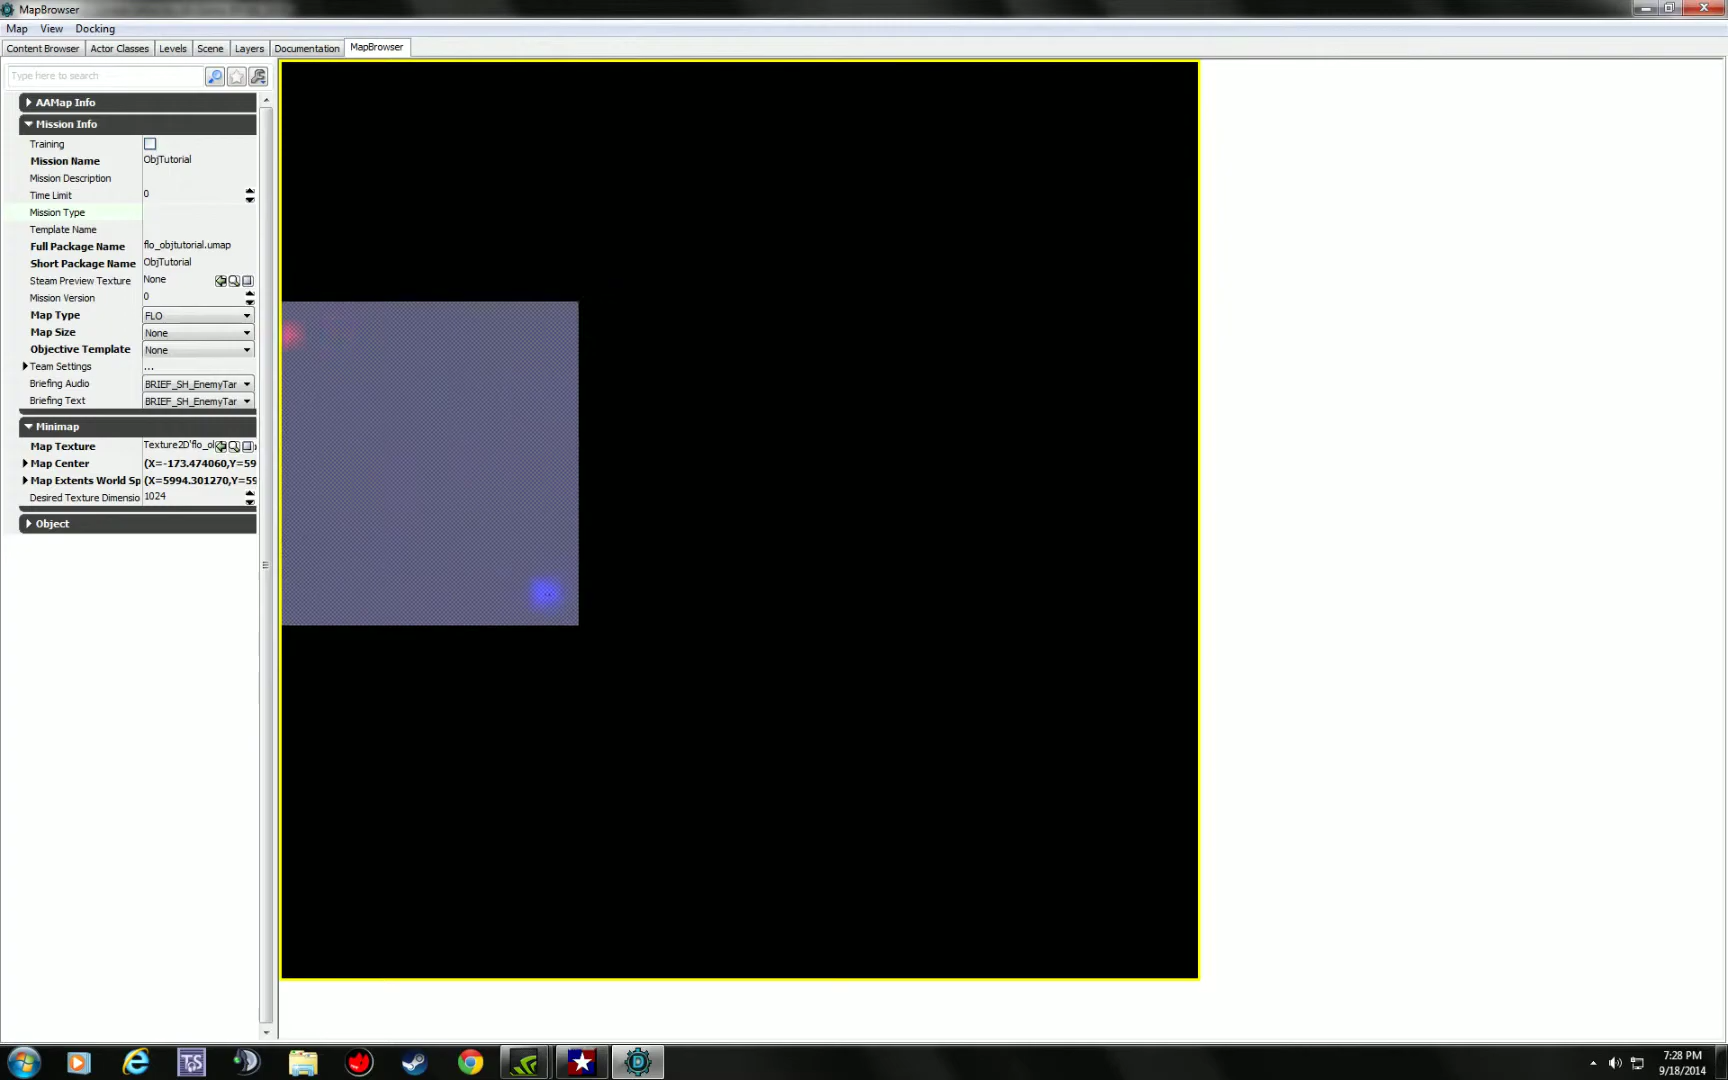 MapBrowser
Map View Docking
Content Browser Actor Classes Levels Scene Layers Documentation MapBrowser
Type here to search
AAMap Info
Mission Info
Training
Mission Name ObjTutorial
Mission Description
Time Limit 0
Mission Type
Template Name
Full Package Name flo_objtutorial.umap
Short Package Name ObjTutorial
Steam Preview Texture None
Mission Version 0
Map Type FLO
Map Size None
Objective Template None
Team Settings ...
Briefing Audio BRIEF_SH_EnemyTar
Briefing Text BRIEF_SH_EnemyTar
Minimap
Map Texture Texture2D'flo_ol
Map Center (X=-173.474060,Y=59
Map Extents World Sp (X=5994.301270,Y=59
Desired Texture Dimensio 1024
Object
TS
7:28 PM
9/18/2014